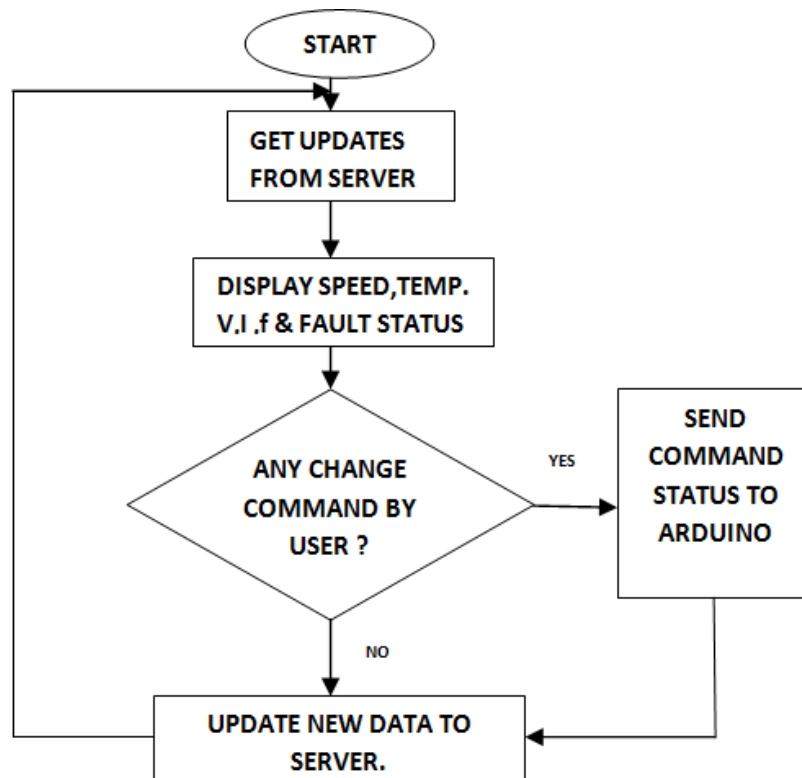 START
GET UPDATES
FROM SERVER
DISPLAY SPEED,TEMP.
V,I ,f & FAULT STATUS
ANY CHANGE
COMMAND BY
USER ?
YES
SEND
COMMAND
STATUS TO
ARDUINO
NO
UPDATE NEW DATA TO
SERVER.